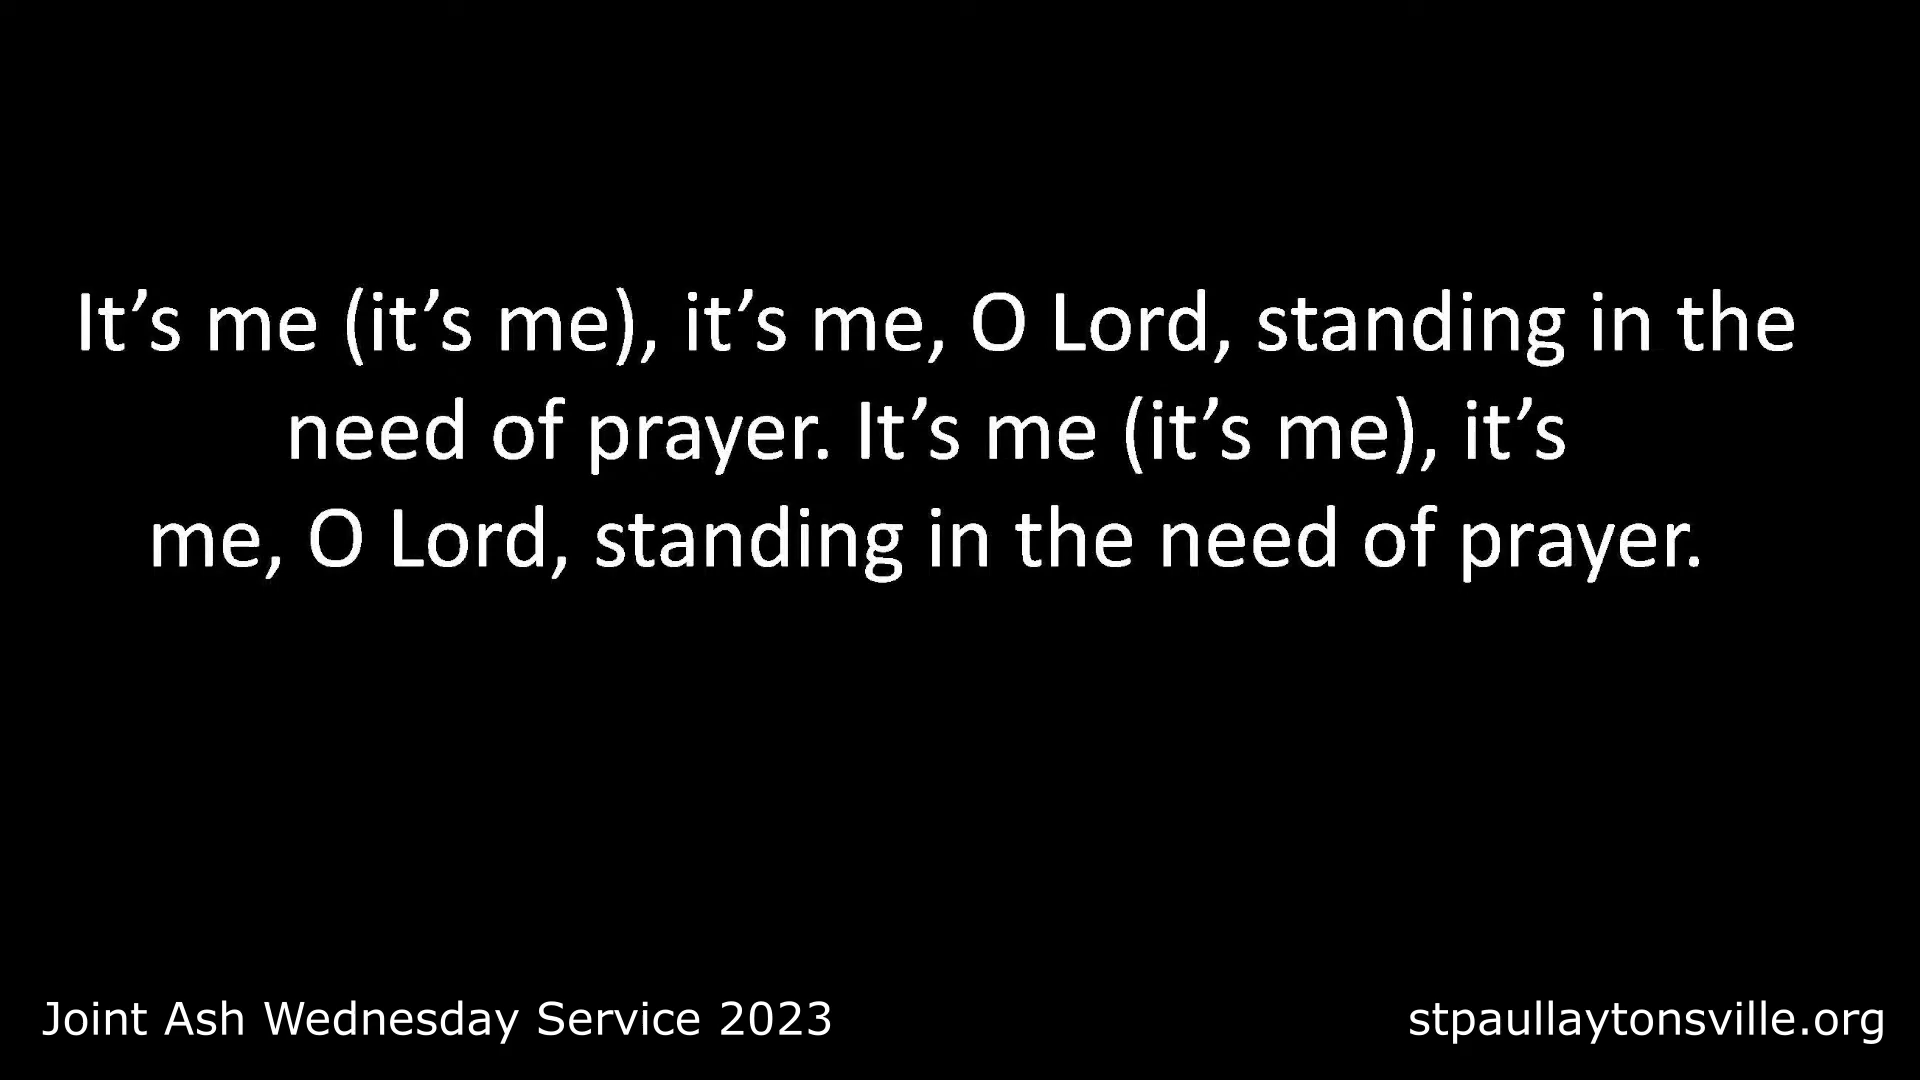 It’s me (it’s me), it’s me, O Lord, standing in the
need of prayer. It’s me (it’s me), it’s
me, O Lord, standing in the need of prayer.
Joint Ash Wednesday Service 2023
stpaullaytonsville.org